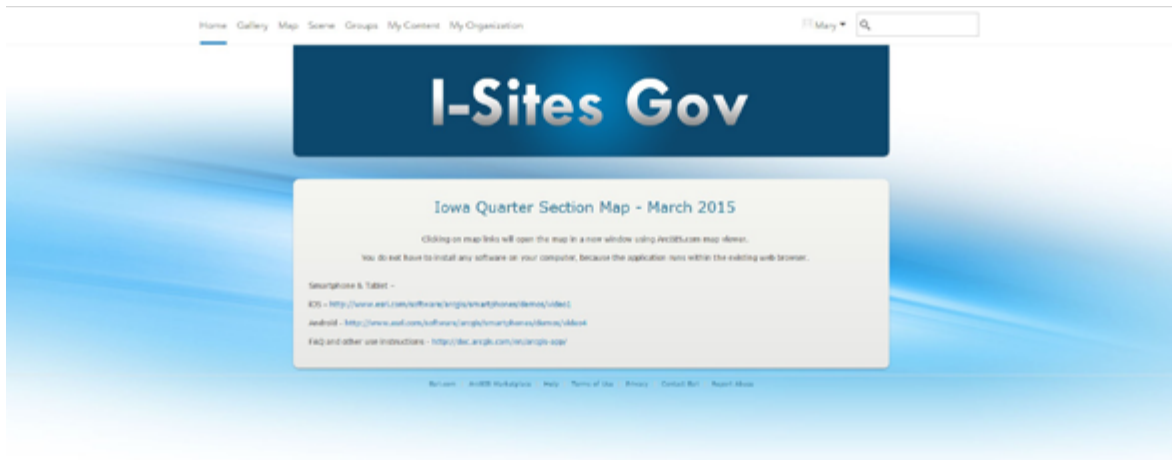 Home Gallery Map Scene Groups My Content My Organization Mary
I-Sites Gov
Iowa Quarter Section Map - March 2015
Clicking on map links will open the map in a new window using ArcGIS.com map viewer.
You do not have to install any software on your computer, because the application runs within the existing web browser.
Smartphone & Tablet –
iOS – http://www.esri.com/software/arcgis/smartphones/demos/video1
Android - http://www.esri.com/software/arcgis/smartphones/demos/video4
FAQ and other use instructions - http://doc.arcgis.com/en/arcgis-app/
Esri.com ArcGIS Marketplace Help Terms of Use Privacy Contact Esri Report Abuse